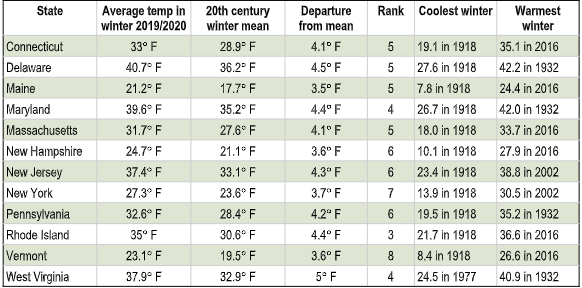 State Average temp in winter 2019/2020 20th century winter mean Departure from mean Rank Coolest winter Warmest winter
Connecticut 33° F 28.9° F 4.1° F 5 19.1 in 1918 35.1 in 2016
Delaware 40.7° F 36.2° F 4.5° F 5 27.6 in 1918 42.2 in 1932
Maine 21.2° F 17.7° F 3.5° F 5 7.8 in 1918 24.4 in 2016
Maryland 39.6° F 35.2° F 4.4° F 4 26.7 in 1918 42.0 in 1932
Massachusetts 31.7° F 27.6° F 4.1° F 5 18.0 in 1918 33.7 in 2016
New Hampshire 24.7° F 21.1° F 3.6° F 6 10.1 in 1918 27.9 in 2016
New Jersey 37.4° F 33.1° F 4.3° F 6 23.4 in 1918 38.8 in 2002
New York 27.3° F 23.6° F 3.7° F 7 13.9 in 1918 30.5 in 2002
Pennsylvania 32.6° F 28.4° F 4.2° F 6 19.5 in 1918 35.2 in 1932
Rhode Island 35° F 30.6° F 4.4° F 3 21.7 in 1918 36.6 in 2016
Vermont 23.1° F 19.5° F 3.6° F 8 8.4 in 1918 26.6 in 2016
West Virginia 37.9° F 32.9° F 5° F 4 24.5 in 1977 40.9 in 1932